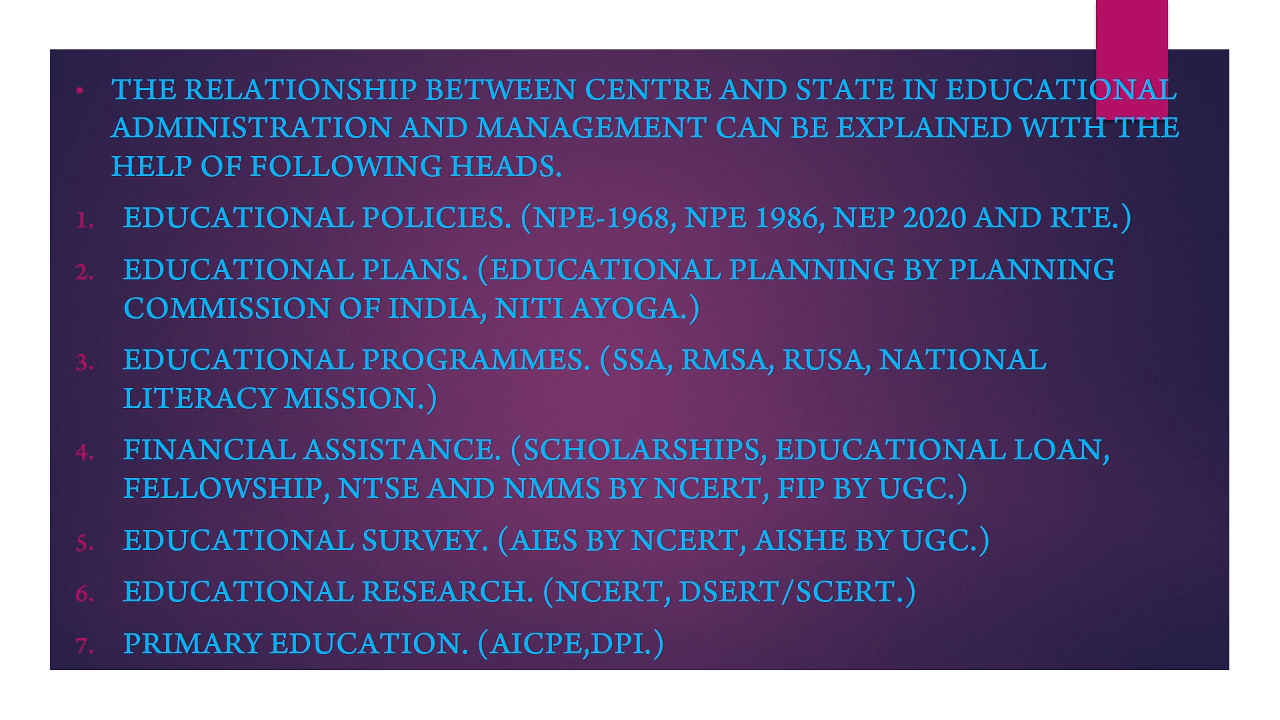 • THE RELATIONSHIP BETWEEN CENTRE AND STATE IN EDUCATIONAL
ADMINISTRATION AND MANAGEMENT CAN BE EXPLAINED WITH THE
HELP OF FOLLOWING HEADS.
1. EDUCATIONAL POLICIES. (NPE-1968, NPE 1986, NEP 2020 AND RTE.)
2. EDUCATIONAL PLANS. (EDUCATIONAL PLANNING BY PLANNING
COMMISSION OF INDIA, NITI AYOGA.)
3. EDUCATIONAL PROGRAMMES. (SSA, RMSA, RUSA, NATIONAL
LITERACY MISSION.)
4. FINANCIAL ASSISTANCE. (SCHOLARSHIPS, EDUCATIONAL LOAN,
FELLOWSHIP, NTSE AND NMMS BY NCERT, FIP BY UGC.)
5. EDUCATIONAL SURVEY. (AIES BY NCERT, AISHE BY UGC.)
6. EDUCATIONAL RESEARCH. (NCERT, DSERT/SCERT.)
7. PRIMARY EDUCATION. (AICPE,DPI.)